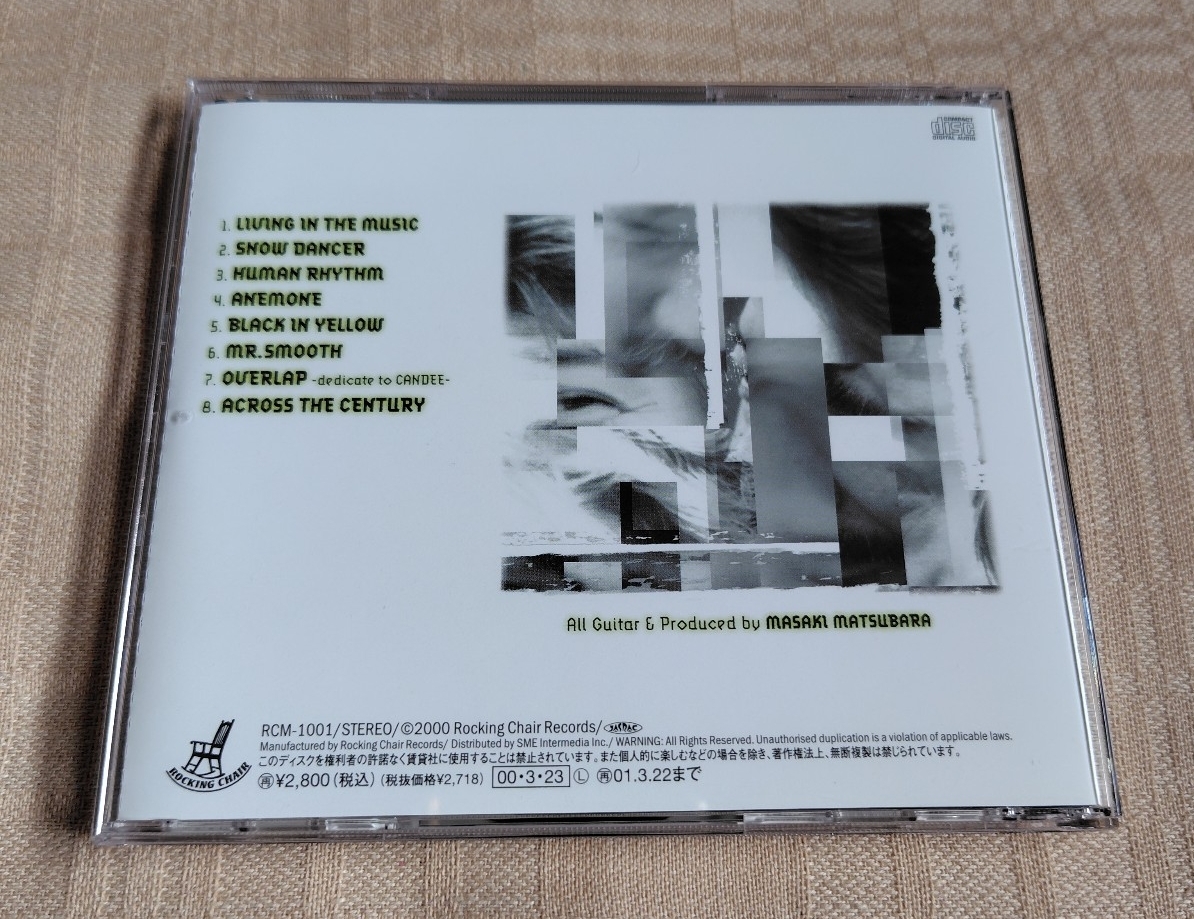 COMPACT
disc
DIGITAL AUDIO
1. LIVING IN THE MUSIC
2. SNOW DANCER
3. HUMAN RHYTHM
4. ANEMONE
5. BLACK IN YELLOW
6. MR.SMOOTH
7. OVERLAP -dedicate to CANDEE-
8. ACROSS THE CENTURY
All Guitar & Produced by MASAKI MATSUBARA
ROCKING CHAIR
RCM-1001/STEREO/©2000 Rocking Chair Records/JASRAC
Manufactured by Rocking Chair Records/ Distributed by SME Intermedia Inc./ WARNING: All Rights Reserved. Unauthorised duplication is a violation of applicable laws.
このディスクを権利者の許諾なく賃貸社に使用することは禁止されています。また個人的に楽しむなどの場合を除き、著作権法上、無断複製は禁じられています。
再¥2,800(税込)(税抜価格¥2,718) 00・3・23 Ⓛ 再01.3.22まで